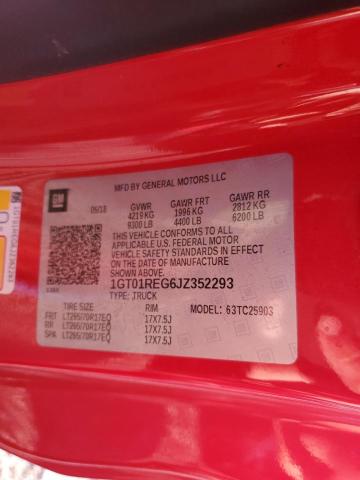 MFD BY GENERAL MOTORS LLC
GM
05/18
GVWR GAWR FRT GAWR RR
4219 KG 1996 KG 2812 KG
9300 LB 4400 LB 6200 LB
THIS VEHICLE CONFORMS TO ALL APPLICABLE U.S. FEDERAL MOTOR
VEHICLE SAFETY STANDARDS IN EFFECT ON THE DATE OF MANUFACTURE
SHOWN ABOVE.
1GT01REG6JZ352293
TYPE: TRUCK
TIRE SIZE RIM MODEL: 63TC25903
FRT LT265/70R17EQ 17X7.5J
RR LT265/70R17EQ 17X7.5J
SPA LT265/70R17EQ 17X7.5J
1GT01REG6JZ352293